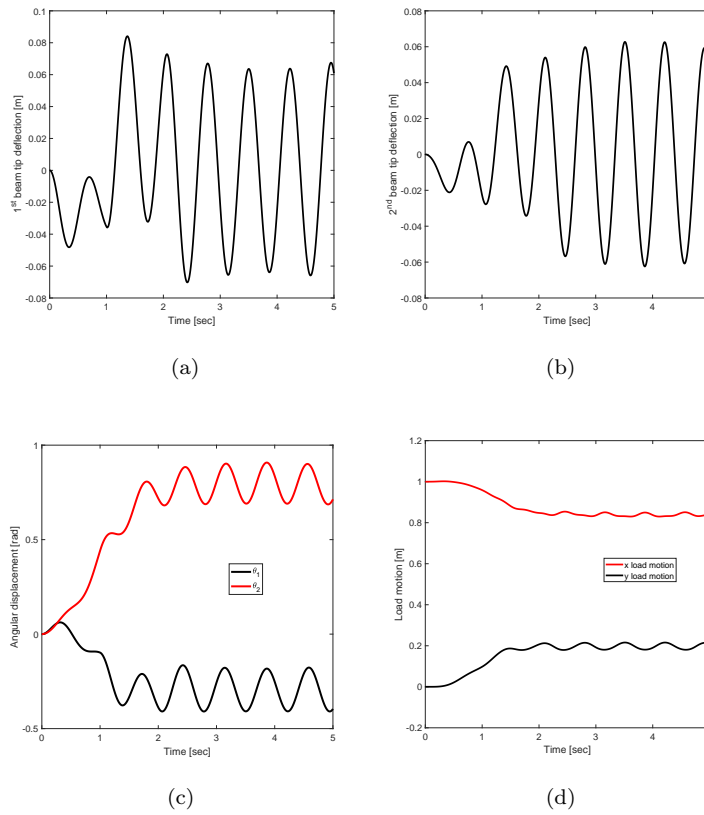 0.1
0.08
0.06
0.04
0.02
0
-0.02
-0.04
-0.06
-0.08
0 1 2 3 4 5
Time [sec]
1st beam tip deflection [m]
(a)
0.08
0.06
0.04
0.02
0
-0.02
-0.04
-0.06
-0.08
0 1 2 3 4
Time [sec]
2nd beam tip deflection [m]
(b)
1
0.5
0
-0.5
0 1 2 3 4 5
Time [sec]
Angular displacement [rad]
θ1
θ2
(c)
1.2
1
0.8
0.6
0.4
0.2
0
-0.2
0 1 2 3 4
Time [sec]
Load motion [m]
x load motion
y load motion
(d)